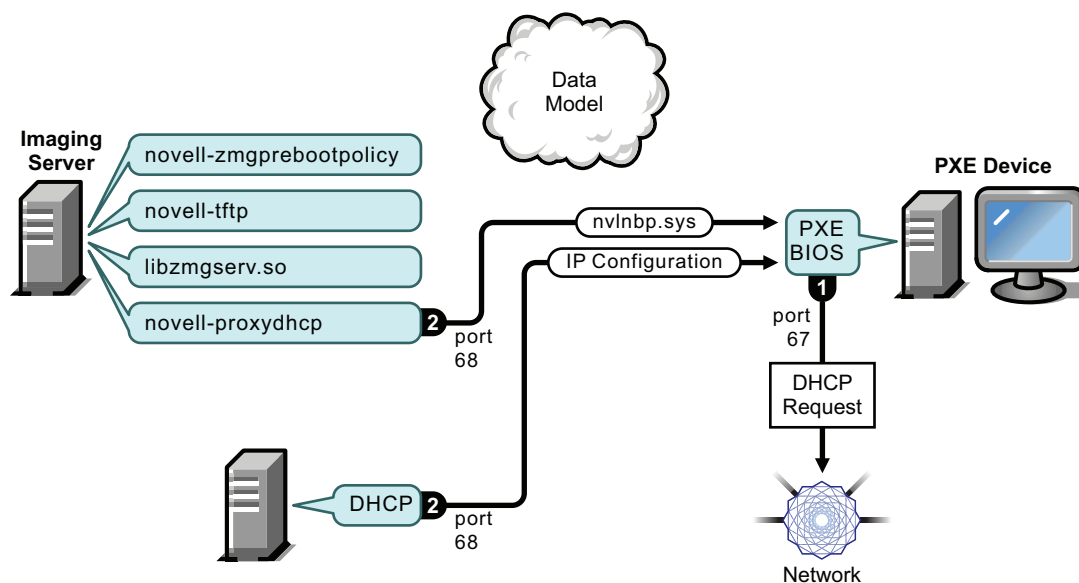 Data
Model
Imaging
Server
novell-zmgprebootpolicy
novell-tftp
libzmgserv.so
novell-proxydhcp
2
port
68
nvlnbp.sys
IP Configuration
PXE
BIOS
PXE Device
1
port
67
DHCP
Request
Network
DHCP
2
port
68